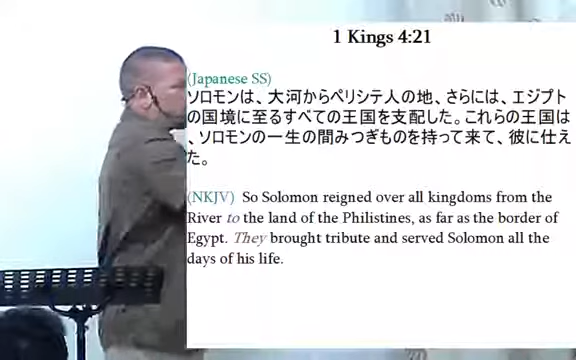 1 Kings 4:21
(Japanese SS)
ソロモンは、大河からペリシテ人の地、さらには、エジプト
の国境に至るすべての王国を支配した。これらの王国は
、ソロモンの一生の間みつぎものを持って来て、彼に仕え
た。
(NKJV) So Solomon reigned over all kingdoms from the
River to the land of the Philistines, as far as the border of
Egypt. They brought tribute and served Solomon all the
days of his life.